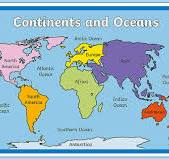 Continents and Oceans
Arctic
Ocean
North
America
Atlantic
Ocean
Europe
Asia
Africa
Pacific
Ocean
South
America
Indian
Ocean
Southern Ocean
Antarctica